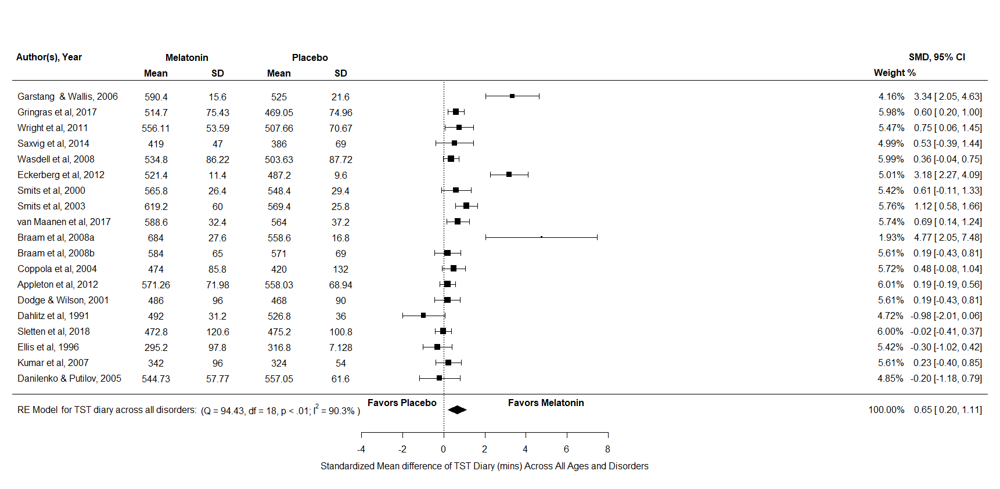 Author(s), Year Melatonin Placebo SMD, 95% CI
Mean SD Mean SD Weight %
Garstang & Wallis, 2006 590.4 15.6 525 21.6 4.16% 3.34 [ 2.05, 4.63]
Gringras et al, 2017 514.7 75.43 469.05 74.96 5.98% 0.60 [ 0.20, 1.00]
Wright et al, 2011 556.11 53.59 507.66 70.67 5.47% 0.75 [ 0.06, 1.45]
Saxvig et al, 2014 419 47 386 69 4.99% 0.53 [-0.39, 1.44]
Wasdell et al, 2008 534.8 86.22 503.63 87.72 5.99% 0.36 [-0.04, 0.75]
Eckerberg et al, 2012 521.4 11.4 487.2 9.6 5.01% 3.18 [ 2.27, 4.09]
Smits et al, 2000 565.8 26.4 548.4 29.4 5.42% 0.61 [-0.11, 1.33]
Smits et al, 2003 619.2 60 569.4 25.8 5.76% 1.12 [ 0.58, 1.66]
van Maanen et al, 2017 588.6 32.4 564 37.2 5.74% 0.69 [ 0.14, 1.24]
Braam et al, 2008a 684 27.6 558.6 16.8 1.93% 4.77 [ 2.05, 7.48]
Braam et al, 2008b 584 65 571 69 5.61% 0.19 [-0.43, 0.81]
Coppola et al, 2004 474 85.8 420 132 5.72% 0.48 [-0.08, 1.04]
Appleton et al, 2012 571.26 71.98 558.03 68.94 6.01% 0.19 [-0.19, 0.56]
Dodge & Wilson, 2001 486 96 468 90 5.61% 0.19 [-0.43, 0.81]
Dahlitz et al, 1991 492 31.2 526.8 36 4.72% -0.98 [-2.01, 0.06]
Sletten et al, 2018 472.8 120.6 475.2 100.8 6.00% -0.02 [-0.41, 0.37]
Ellis et al, 1996 295.2 97.8 316.8 7.128 5.42% -0.30 [-1.02, 0.42]
Kumar et al, 2007 342 96 324 54 5.61% 0.23 [-0.40, 0.85]
Danilenko & Putilov, 2005 544.73 57.77 557.05 61.6 4.85% -0.20 [-1.18, 0.79]
Favors Placebo Favors Melatonin
RE Model for TST diary across all disorders: (Q = 94.43, df = 18, p < .01; I² = 90.3% ) 100.00% 0.65 [ 0.20, 1.11]
-4 -2 0 2 4 6 8
Standardized Mean difference of TST Diary (mins) Across All Ages and Disorders